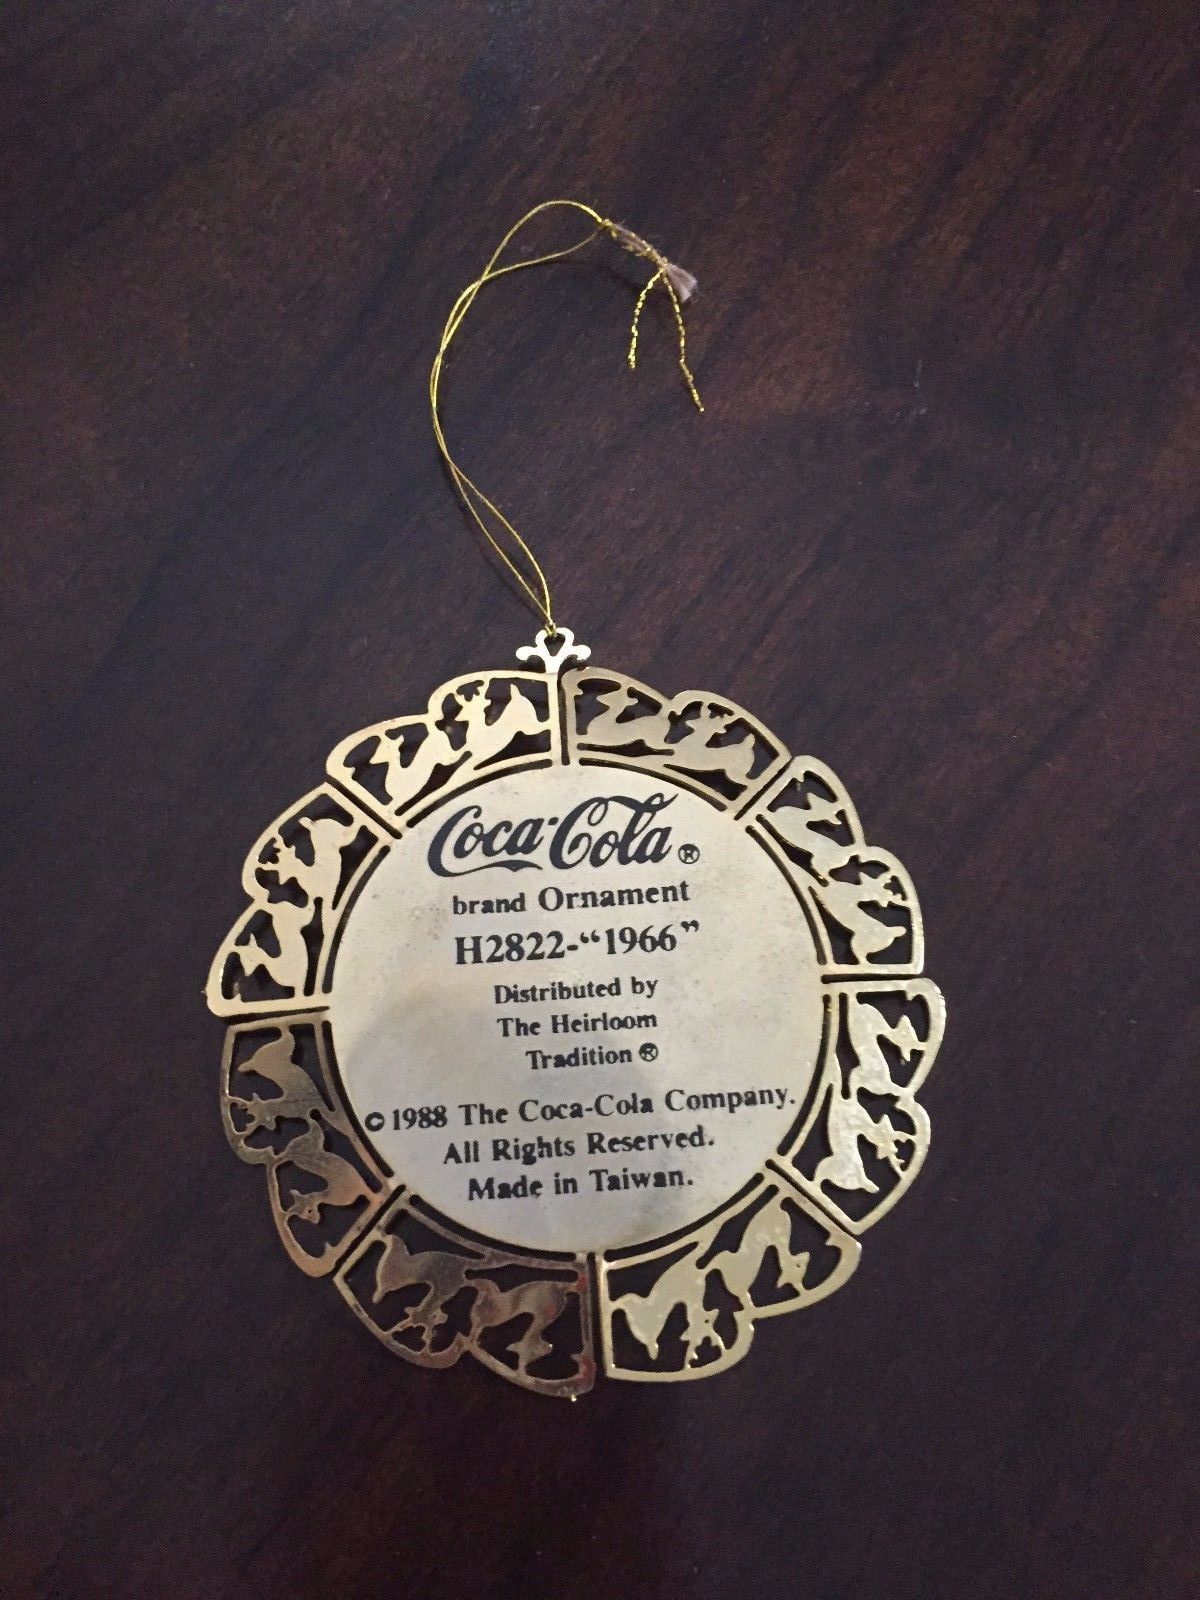 Coca-Cola®
brand Ornament
H2822-“1966”
Distributed by
The Heirloom
Tradition ®
©1988 The Coca-Cola Company.
All Rights Reserved.
Made in Taiwan.